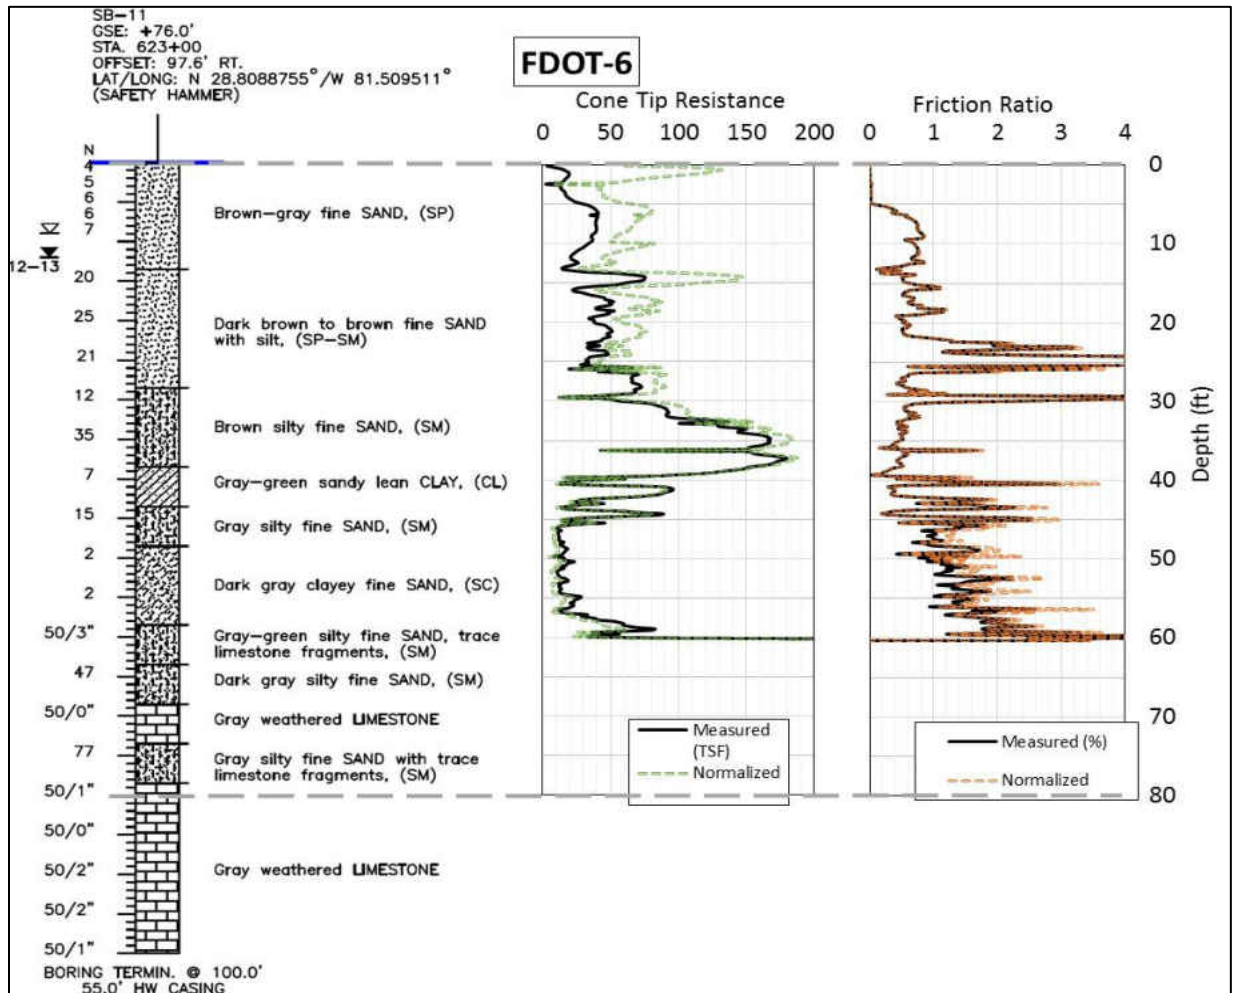 SB-11
GSE: +76.0'
STA. 623+00
OFFSET: 97.6' RT.
LAT/LONG: N 28.8088755°/W 81.509511°
(SAFETY HAMMER)
FDOT-6
Cone Tip Resistance
0 50 100 150 200
Friction Ratio
0 1 2 3 4
N
4
5
6
6
7
12-13
20
25
21
12
35
7
15
2
2
50/3"
47
50/0"
77
50/1"
50/0"
50/2"
50/2"
50/1"
Brown-gray fine SAND, (SP)
Dark brown to brown fine SAND
with silt, (SP-SM)
Brown silty fine SAND, (SM)
Gray-green sandy lean CLAY, (CL)
Gray silty fine SAND, (SM)
Dark gray clayey fine SAND, (SC)
Gray-green silty fine SAND, trace
limestone fragments, (SM)
Dark gray silty fine SAND, (SM)
Gray weathered LIMESTONE
Gray silty fine SAND with trace
limestone fragments, (SM)
Gray weathered LIMESTONE
Measured
(TSF)
Normalized
Measured (%)
Normalized
0
10
20
30
40
50
60
70
80
Depth (ft)
BORING TERMIN. @ 100.0'
55.0' HW CASING